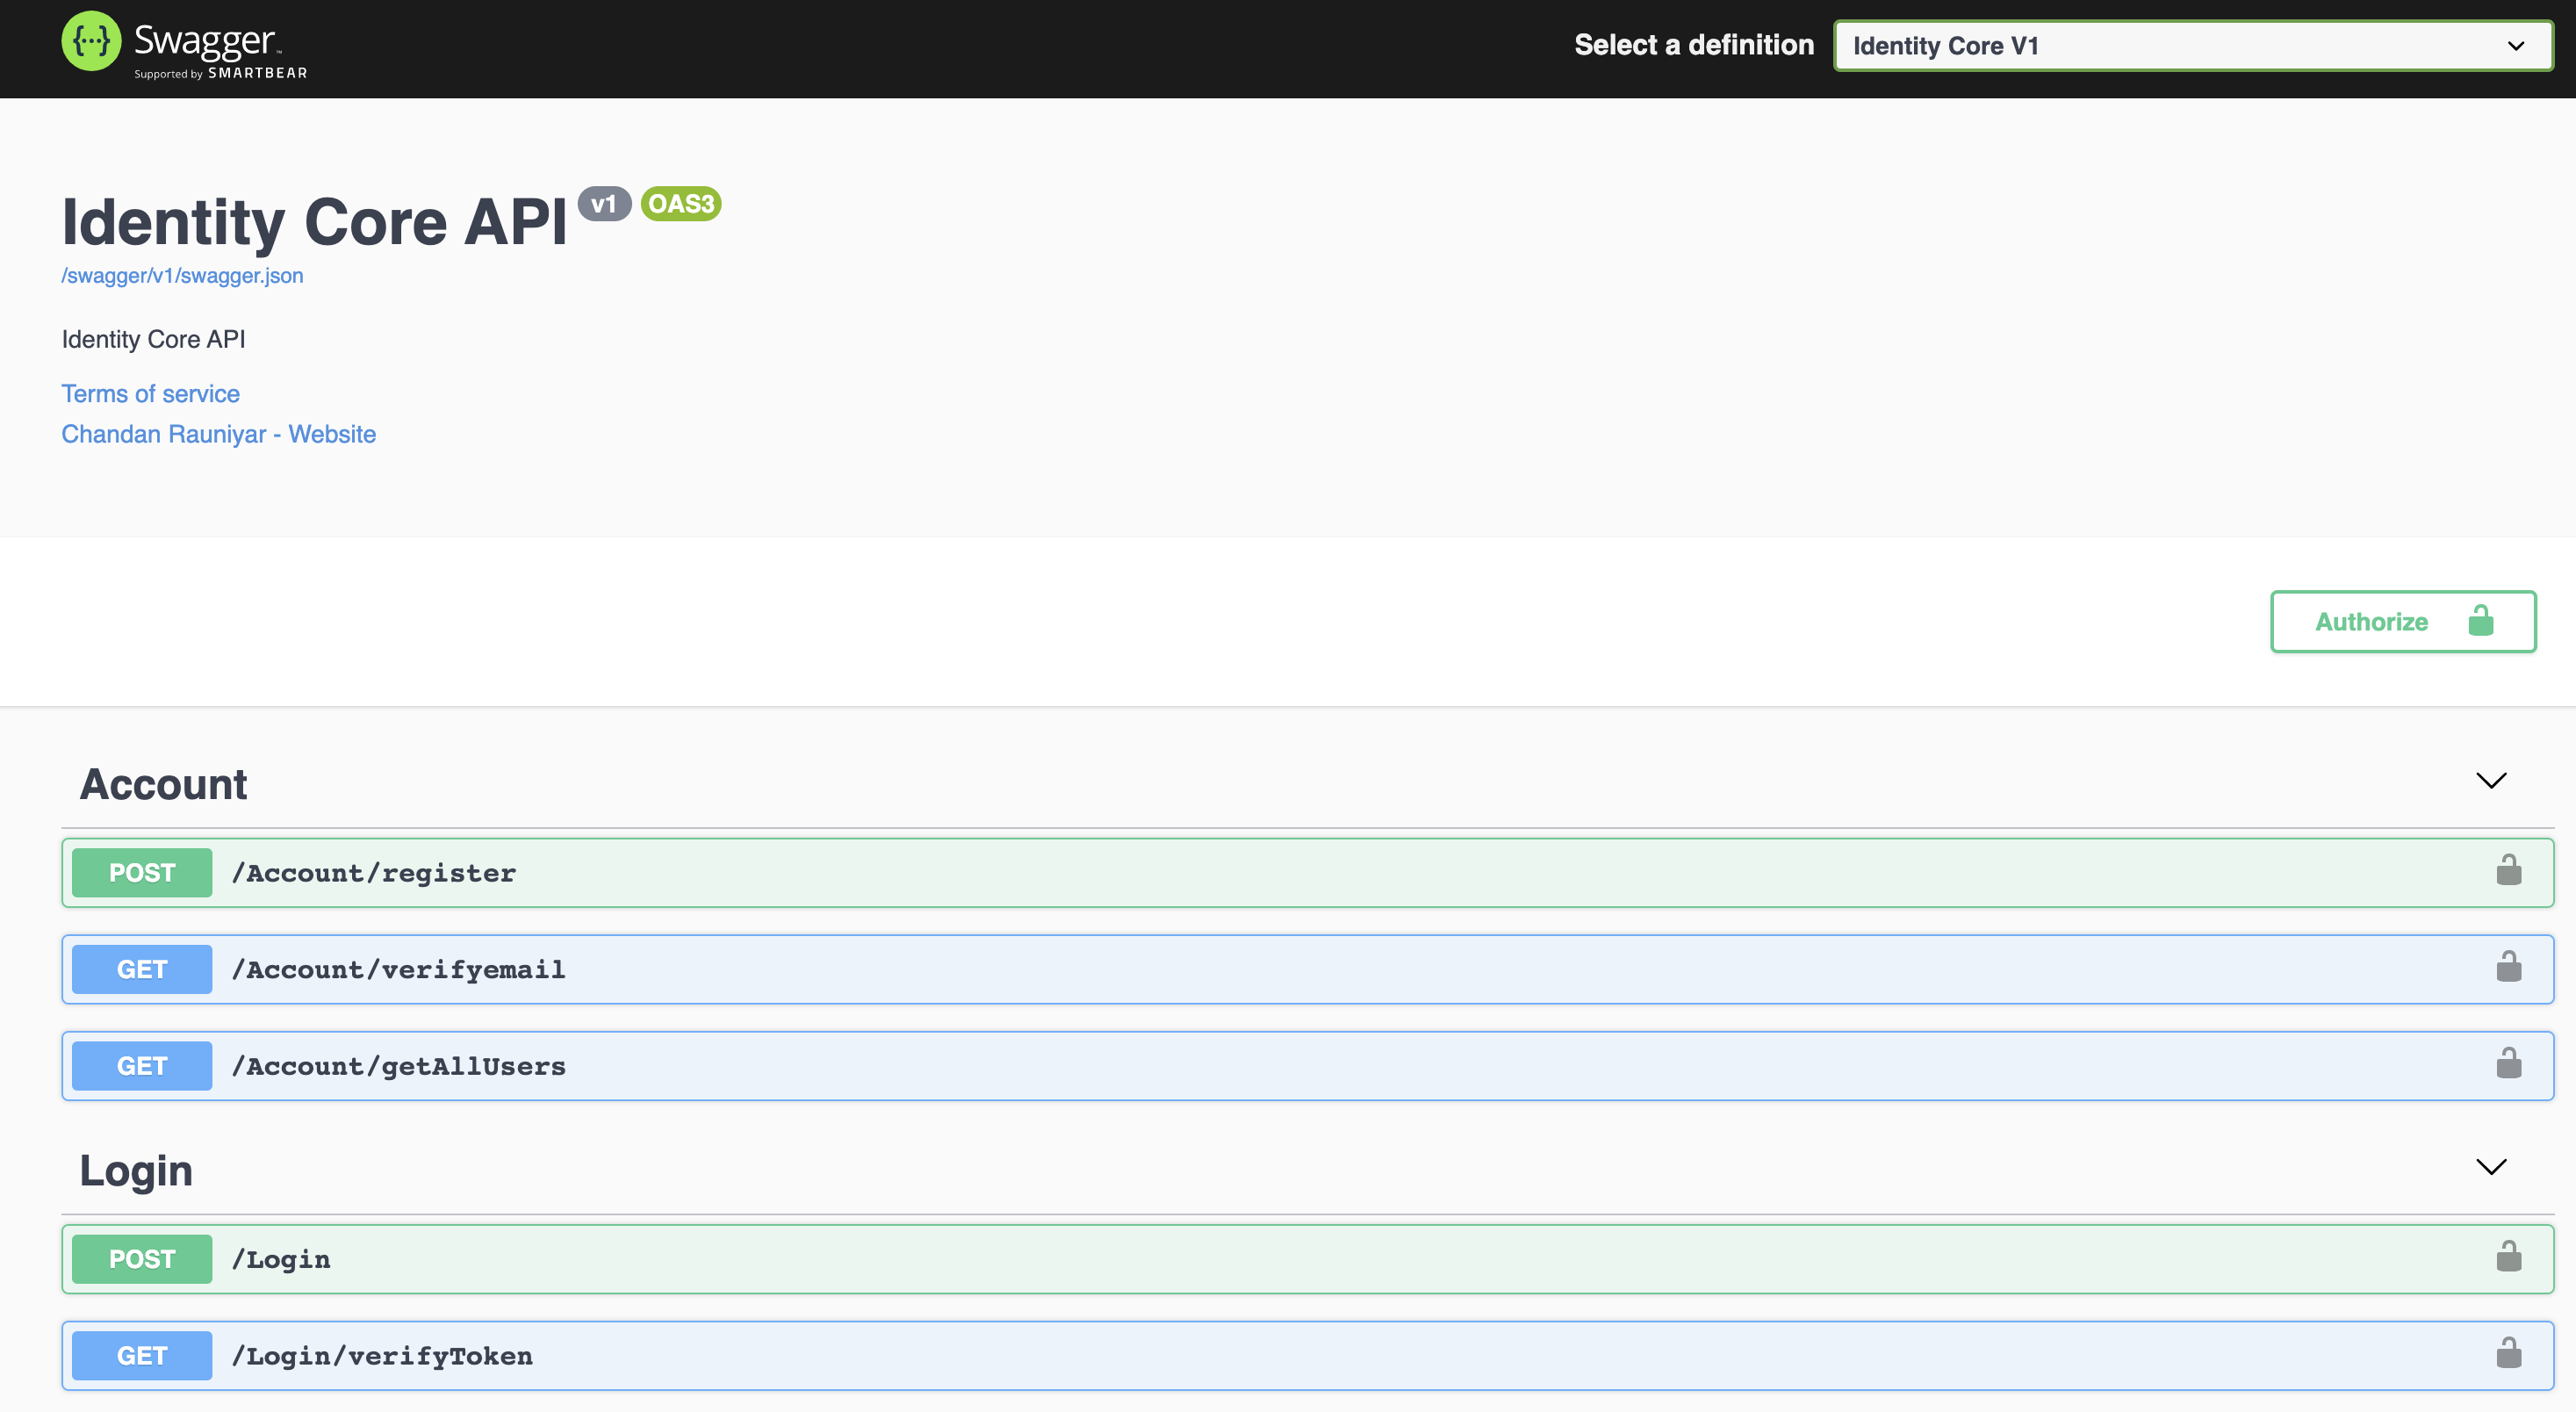 {...} Swagger™
Supported by SMARTBEAR
Select a definition
Identity Core V1
Identity Core API v1 OAS3
/swagger/v1/swagger.json
Identity Core API
Terms of service
Chandan Rauniyar - Website
Authorize
Account
POST /Account/register
GET /Account/verifyemail
GET /Account/getAllUsers
Login
POST /Login
GET /Login/verifyToken